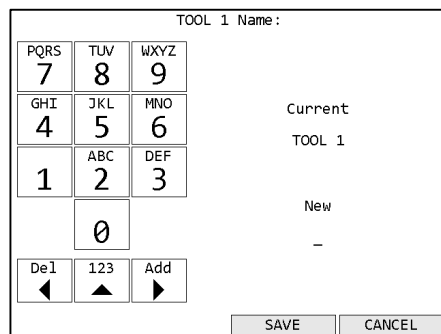 TOOL 1 Name:
PQRS TUV WXYZ
7 8 9
GHI JKL MNO
4 5 6
ABC DEF
1 2 3
0
Del 123 Add
Current
TOOL 1
New
_
SAVE CANCEL